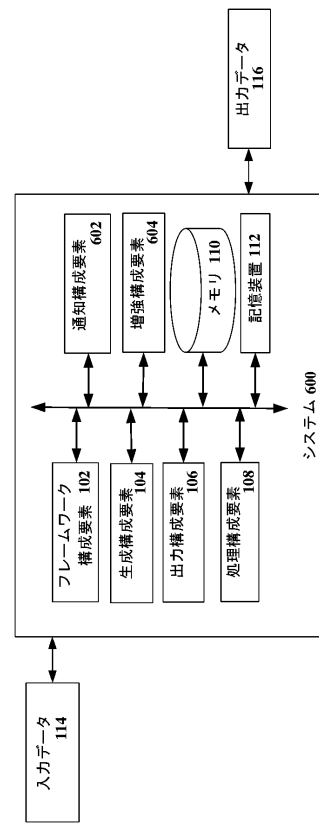 入力データ
114
フレームワーク
構成要素 102
生成構成要素 104
出力構成要素 106
処理構成要素 108
通知構成要素
602
増強構成要素
604
メモリ 110
記憶装置 112
システム 600
出力データ
116